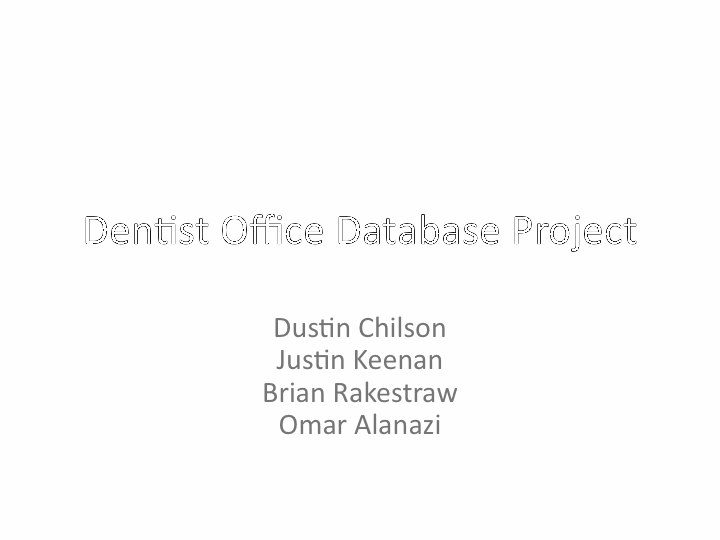 Dentist Office Database Project
Dustin Chilson
Justin Keenan
Brian Rakestraw
Omar Alanazi